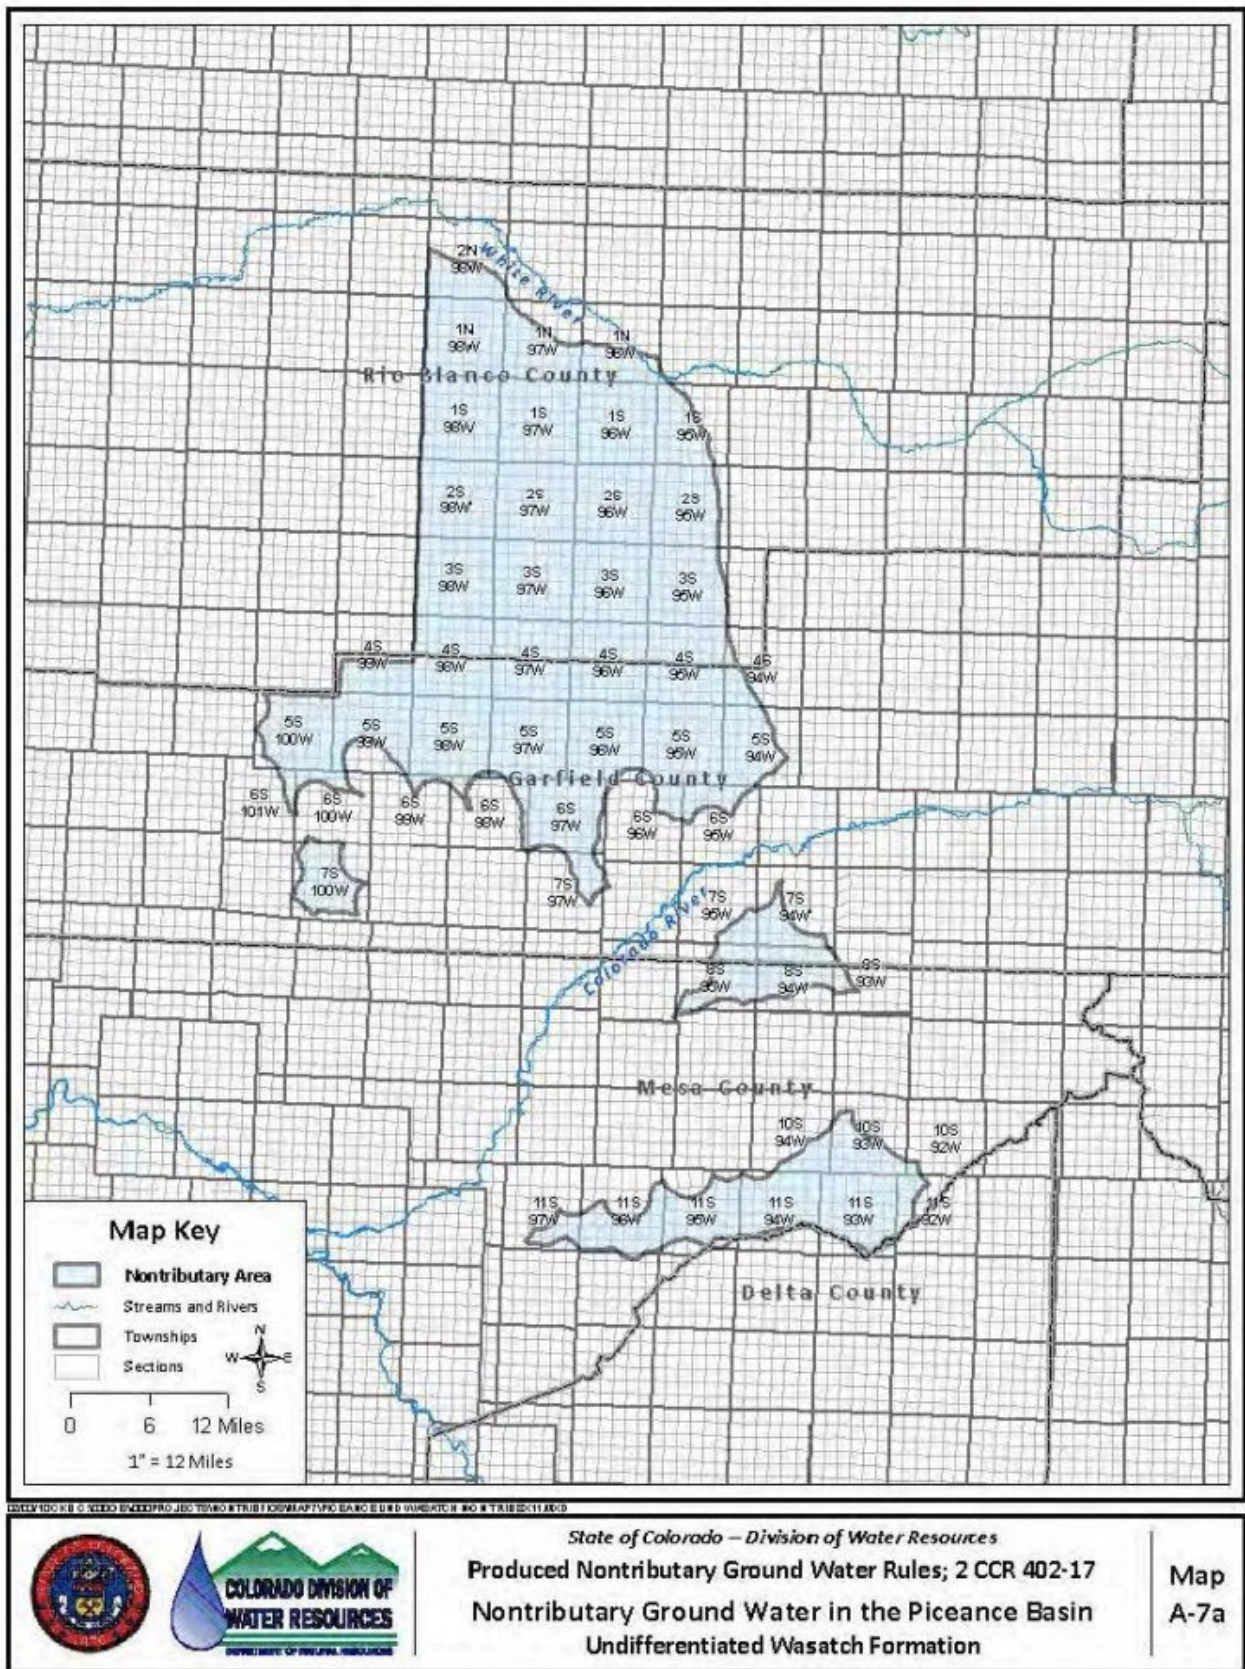 2N
98W
White River
1N
98W
1N
97W
1N
96W
Rio Blanco County
1S
98W
1S
97W
1S
96W
1S
95W
2S
98W
2S
97W
2S
96W
2S
95W
3S
98W
3S
97W
3S
96W
3S
95W
4S
99W
4S
98W
4S
97W
4S
96W
4S
95W
4S
94W
5S
100W
5S
99W
5S
98W
5S
97W
5S
96W
5S
95W
5S
94W
Garfield County
6S
101W
6S
100W
6S
99W
6S
98W
6S
97W
6S
96W
6S
95W
7S
100W
7S
97W
7S
95W
7S
94W
Colorado River
8S
95W
8S
94W
8S
93W
Mesa County
10S
94W
10S
93W
10S
92W
11S
97W
11S
96W
11S
95W
11S
94W
11S
93W
11S
92W
Delta County
Map Key
Nontributary Area
Streams and Rivers
Townships
Sections
N
W E
S
0 6 12 Miles
1" = 12 Miles
COLORADO DIVISION OF
WATER RESOURCES
DEPARTMENT OF NATURAL RESOURCES
State of Colorado – Division of Water Resources
Produced Nontributary Ground Water Rules; 2 CCR 402-17
Nontributary Ground Water in the Piceance Basin
Undifferentiated Wasatch Formation
Map
A-7a